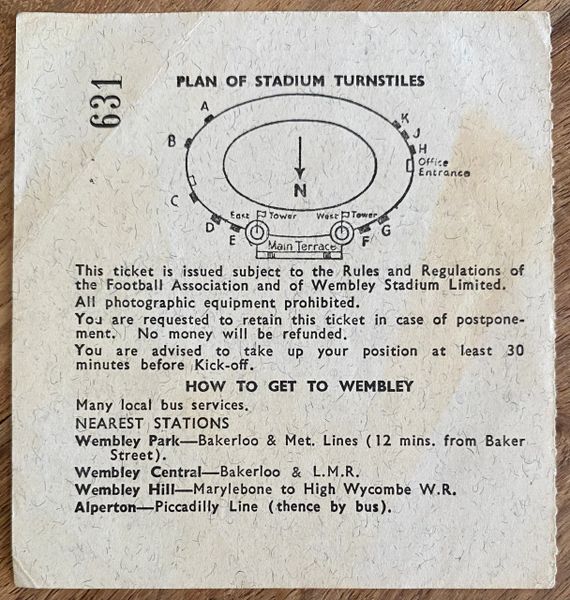 631
PLAN OF STADIUM TURNSTILES
A
K
J
B
H
Office
Entrance
N
C
East Tower
West Tower
D
G
E
F
Main Terrace
This ticket is issued subject to the Rules and Regulations of
the Football Association and of Wembley Stadium Limited.
All photographic equipment prohibited.
You are requested to retain this ticket in case of postpone-
ment. No money will be refunded.
You are advised to take up your position at least 30
minutes before Kick-off.
HOW TO GET TO WEMBLEY
Many local bus services.
NEAREST STATIONS
Wembley Park—Bakerloo & Met. Lines (12 mins. from Baker
Street).
Wembley Central—Bakerloo & L.M.R.
Wembley Hill—Marylebone to High Wycombe W.R.
Alperton—Piccadilly Line (thence by bus).